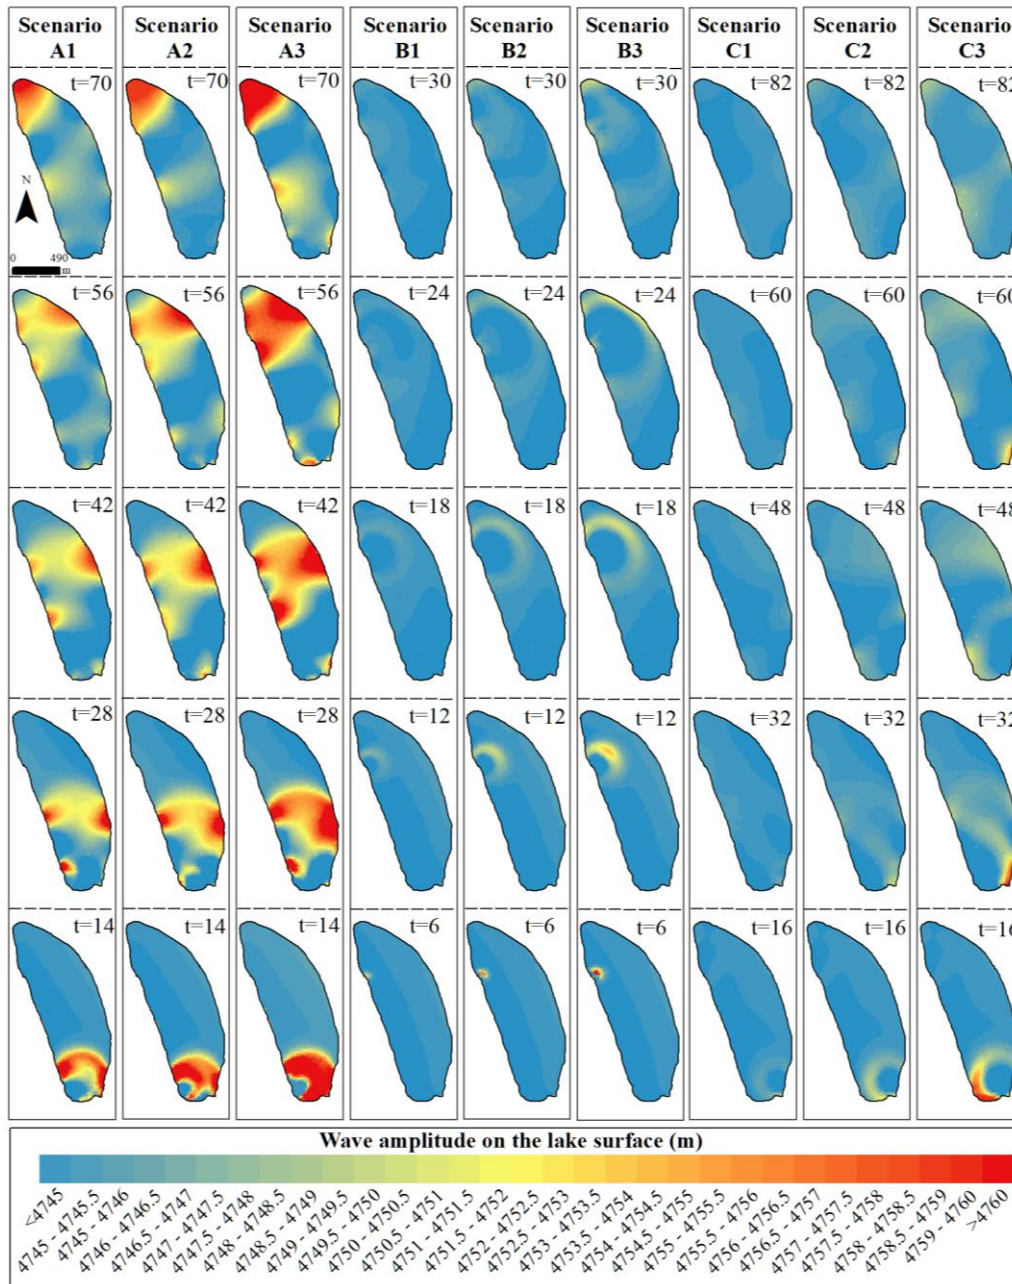 Scenario A1 Scenario A2 Scenario A3 Scenario B1 Scenario B2 Scenario B3 Scenario C1 Scenario C2 Scenario C3
t=70 t=70 t=70 t=30 t=30 t=30 t=82 t=82 t=82
N
0 490 m
t=56 t=56 t=56 t=24 t=24 t=24 t=60 t=60 t=60
t=42 t=42 t=42 t=18 t=18 t=18 t=48 t=48 t=48
t=28 t=28 t=28 t=12 t=12 t=12 t=32 t=32 t=32
t=14 t=14 t=14 t=6 t=6 t=6 t=16 t=16 t=16
Wave amplitude on the lake surface (m)
<4745
4745 - 4745.5
4745 - 4746
4746 - 4746.5
4746.5 - 4747
4747 - 4747.5
4747.5 - 4748
4748 - 4748.5
4748.5 - 4749
4749 - 4749.5
4749.5 - 4750
4750 - 4750.5
4750.5 - 4751
4751 - 4751.5
4751.5 - 4752
4752 - 4752.5
4752.5 - 4753
4753 - 4753.5
4753.5 - 4754
4754 - 4754.5
4754.5 - 4755
4755 - 4755.5
4755.5 - 4756
4756 - 4756.5
4756.5 - 4757
4757 - 4757.5
4757.5 - 4758
4758 - 4758.5
4758.5 - 4759
4759 - 4760
>4760